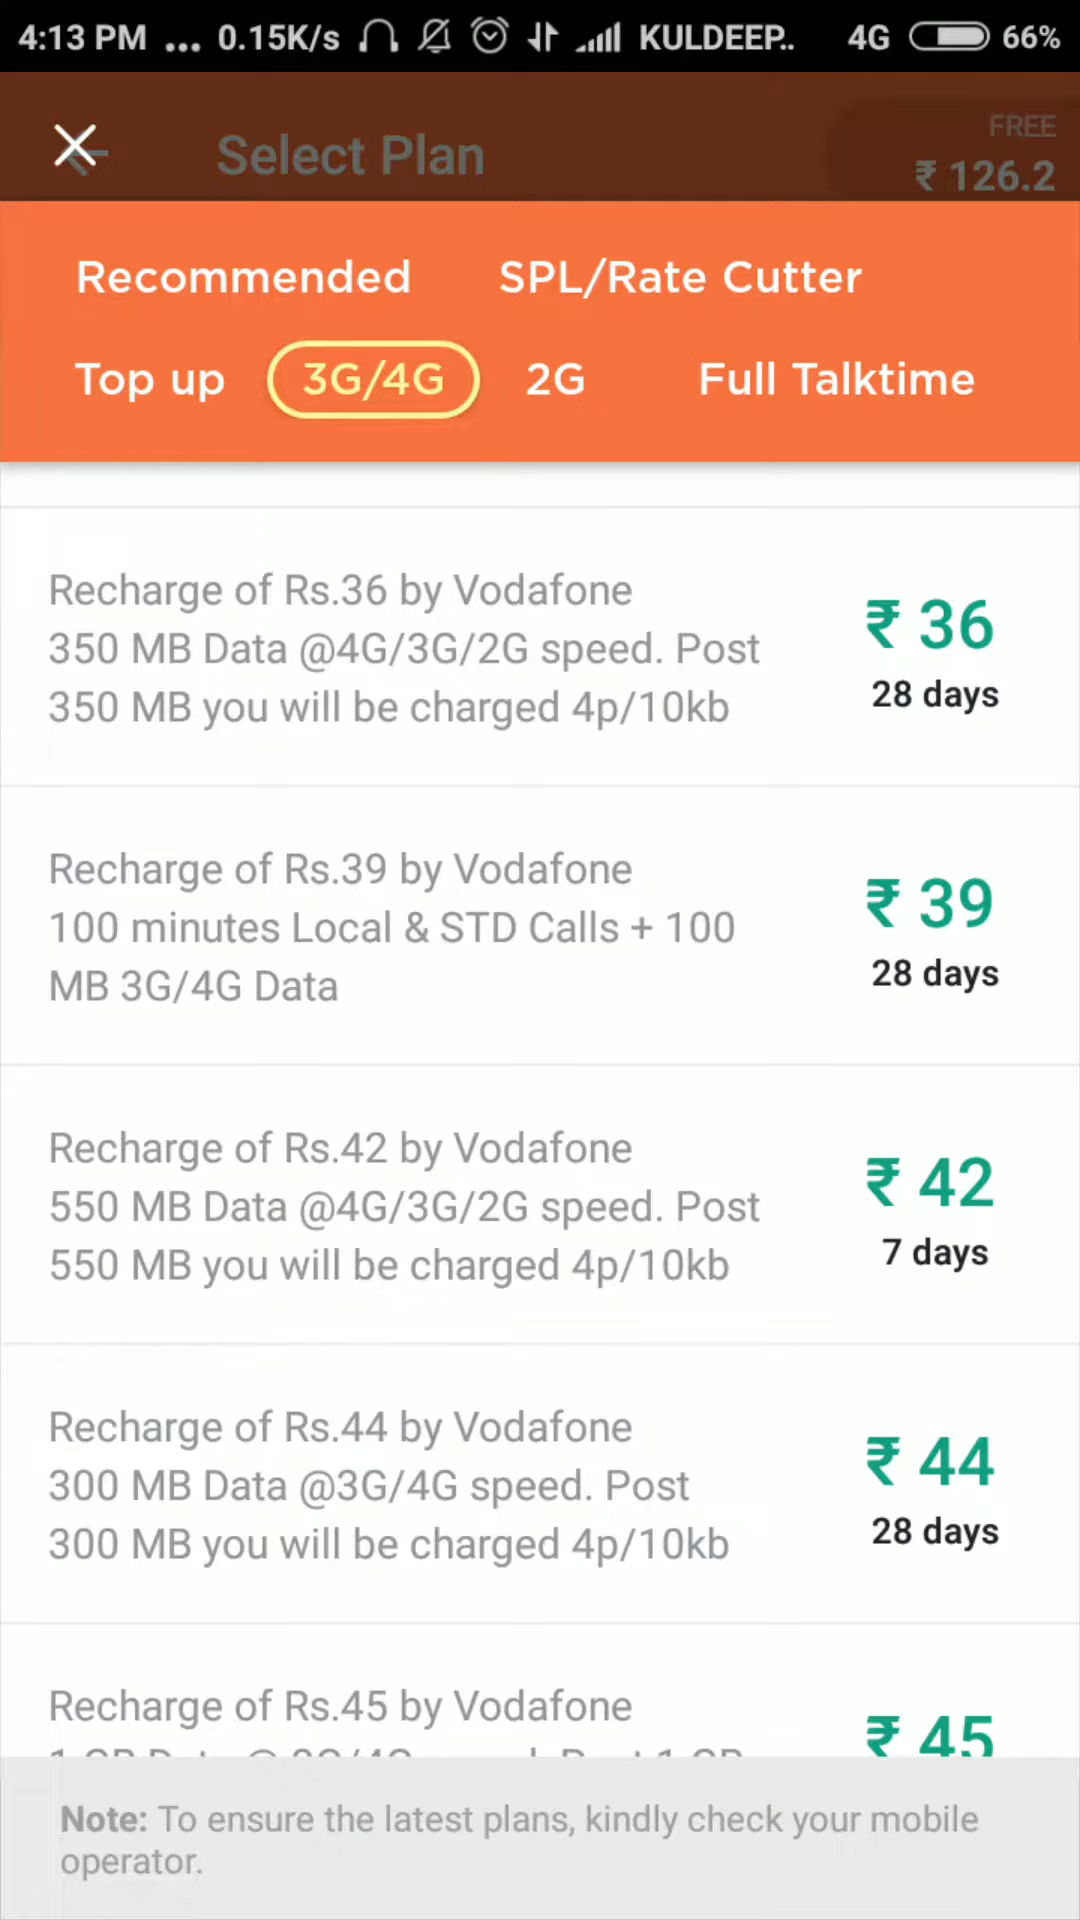 4:13 PM ... 0.15K/s KULDEEP.. 4G 66%
FREE
Select Plan
₹ 126.2
Recommended SPL/Rate Cutter
Top up 3G/4G 2G Full Talktime
Recharge of Rs.36 by Vodafone
350 MB Data @4G/3G/2G speed. Post
350 MB you will be charged 4p/10kb
₹ 36
28 days
Recharge of Rs.39 by Vodafone
100 minutes Local & STD Calls + 100
MB 3G/4G Data
₹ 39
28 days
Recharge of Rs.42 by Vodafone
550 MB Data @4G/3G/2G speed. Post
550 MB you will be charged 4p/10kb
₹ 42
7 days
Recharge of Rs.44 by Vodafone
300 MB Data @3G/4G speed. Post
300 MB you will be charged 4p/10kb
₹ 44
28 days
Recharge of Rs.45 by Vodafone
₹ 45
Note: To ensure the latest plans, kindly check your mobile
operator.